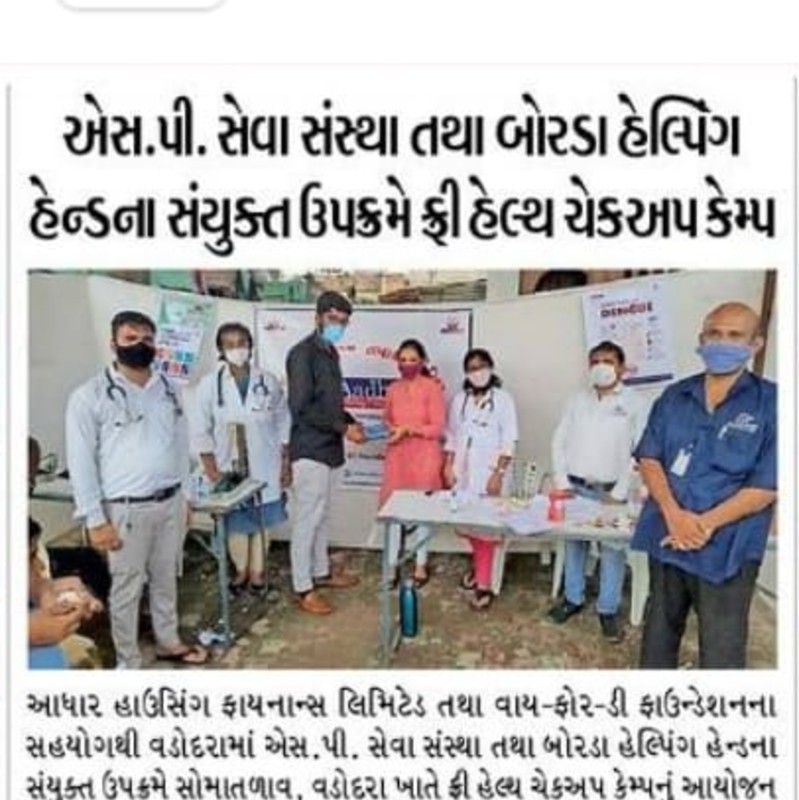 એસ.પી. સેવા સંસ્થા તથા બોરડા હેલ્પિંગ
હેન્ડના સંયુક્ત ઉપક્રમે ફ્રી હેલ્થ ચેકઅપ કેમ્પ
DENGUE
આધાર હાઉસિંગ ફાયનાન્સ લિમિટેડ તથા વાય-ફોર-ડી ફાઉન્ડેશનના
સહયોગથી વડોદરામાં એસ.પી. સેવા સંસ્થા તથા બોરડા હેલ્પિંગ હેન્ડના
સંયુક્ત ઉપક્રમે સોમાતળાવ, વડોદરા ખાતે ફ્રી હેલ્થ ચેકઅપ કેમ્પનું આયોજન